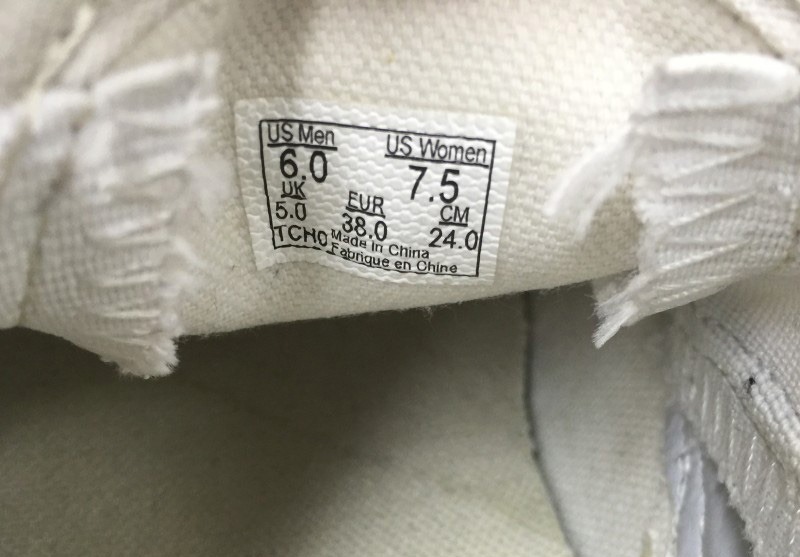 US Men US Women
6.0 7.5
UK EUR CM
5.0 38.0 24.0
TCHO Made in China
Fabrique en Chine